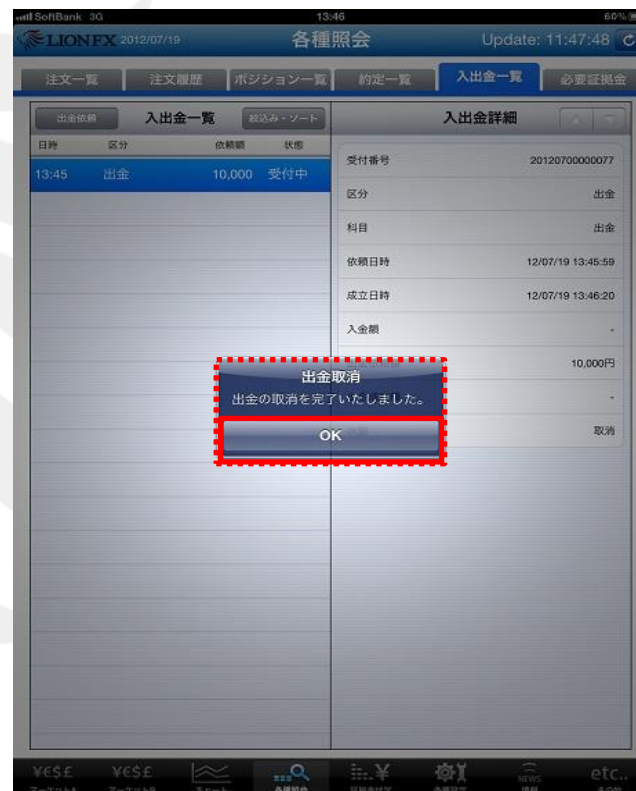 SoftBank 3G 13:46 60%
LION FX 2012/07/19 各種照会 Update: 11:47:48
注文一覧 注文履歴 ポジション一覧 約定一覧 入出金一覧 必要証拠金
出金依頼 入出金一覧 絞込み・ソート 入出金詳細
日時 区分 依頼額 状態
13:45 出金 10,000 受付中
受付番号 20120700000077
区分 出金
科目 出金
依頼日時 12/07/19 13:45:59
成立日時 12/07/19 13:46:20
入金額 -
10,000円
-
取消
出金取消
出金の取消を完了いたしました。
OK
¥€$£ ¥€$£ ¥ NEWS etc..
各種照会